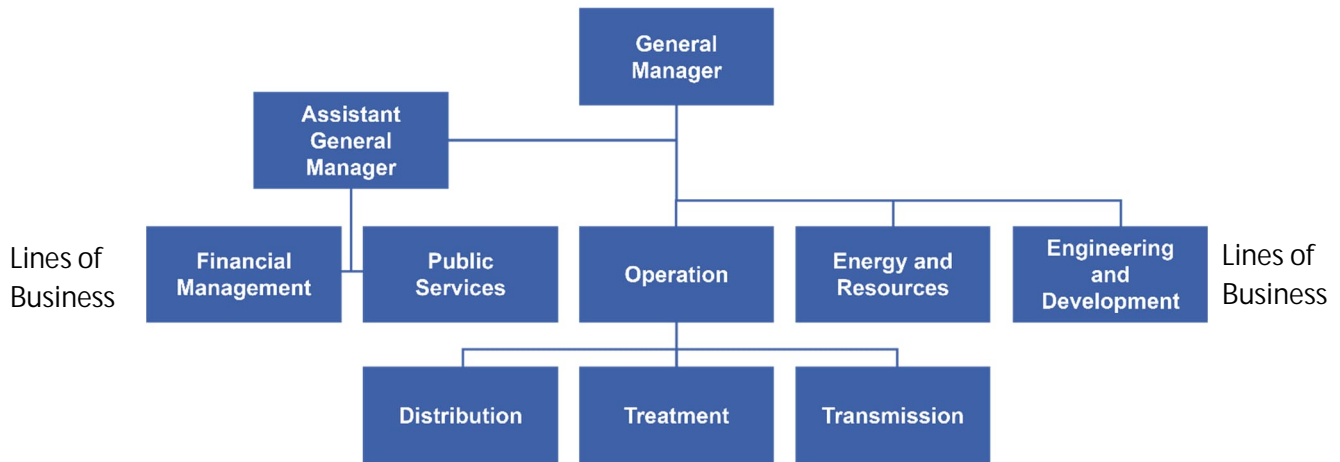 General
Manager
Assistant
General
Manager
Lines of
Business
Financial
Management
Public
Services
Operation
Energy and
Resources
Engineering
and
Development
Lines of
Business
Distribution
Treatment
Transmission